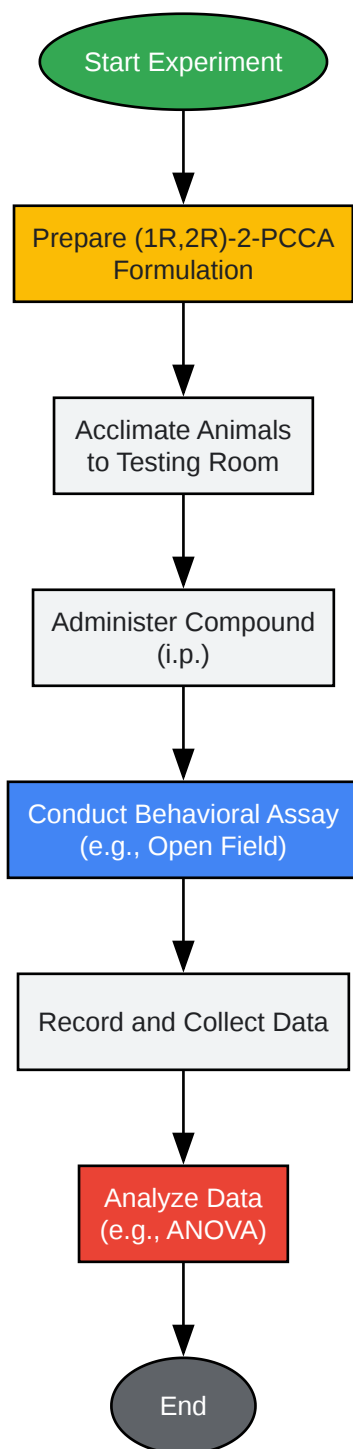 Start Experiment
Prepare (1R,2R)-2-PCCA
Formulation
Acclimate Animals
to Testing Room
Administer Compound
(i.p.)
Conduct Behavioral Assay
(e.g., Open Field)
Record and Collect Data
Analyze Data
(e.g., ANOVA)
End